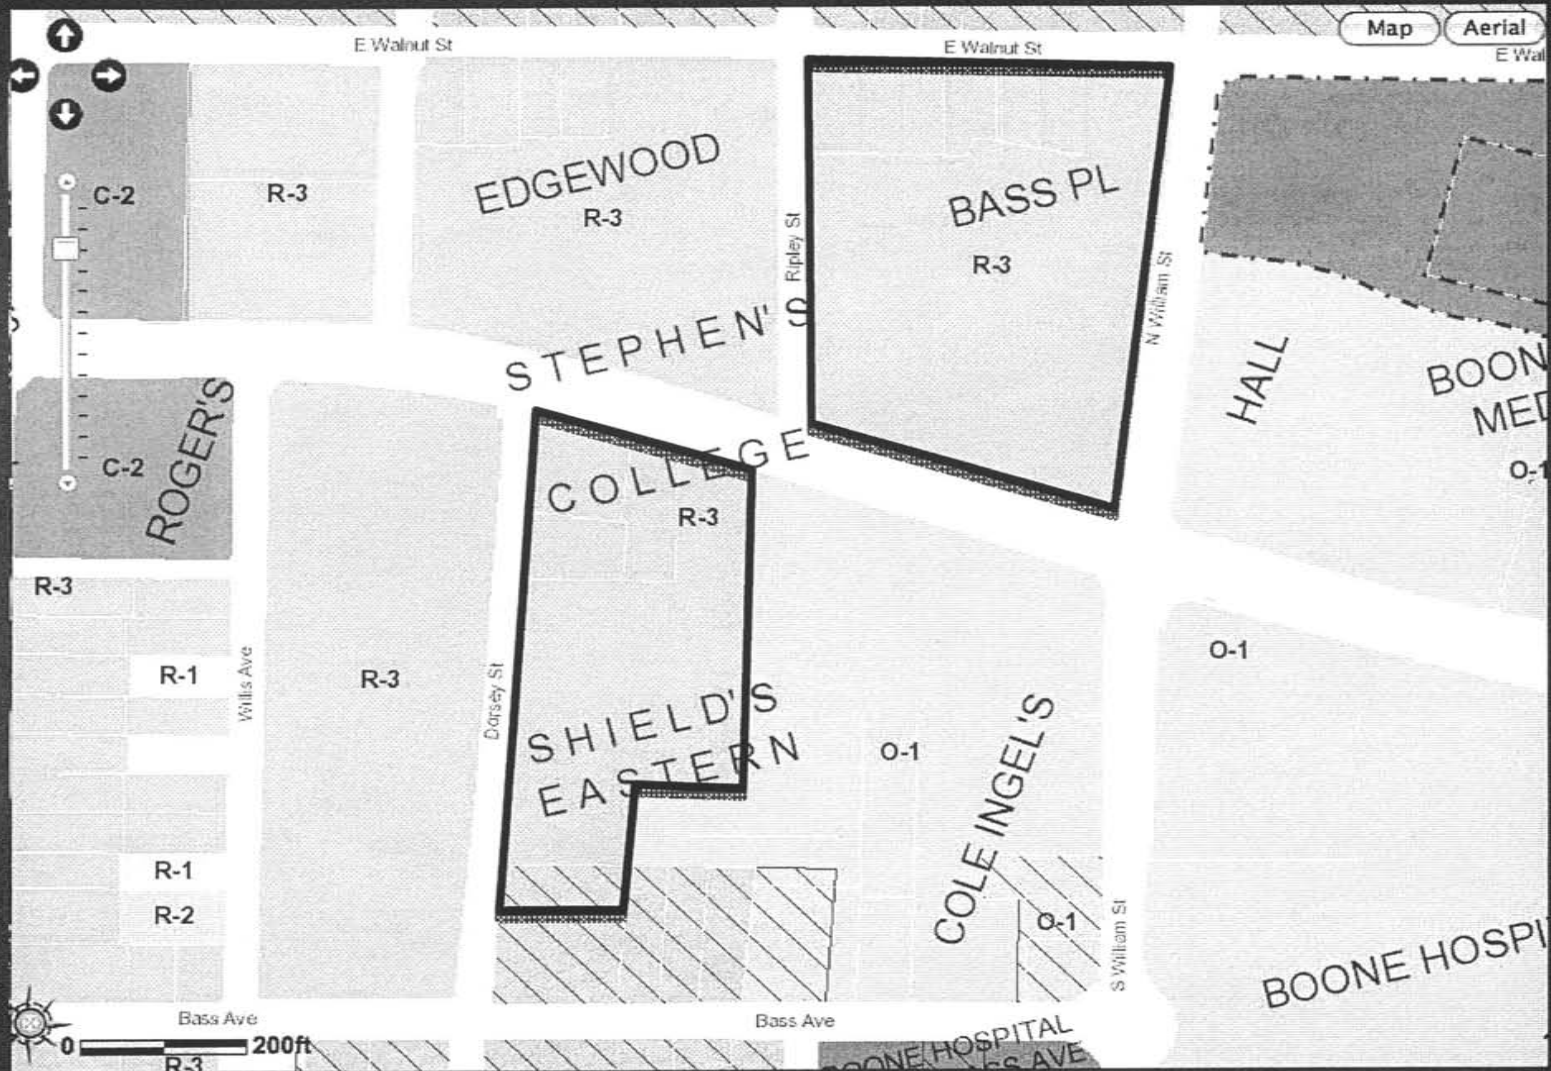 Map
Aerial
E Walnut St
E Walnut St
E Wal
C-2
R-3
EDGEWOOD
R-3
BASS PL
R-3
Ripley St
N William St
STEPHEN'S
COLLEGE
HALL
BOON
MED
O-1
ROGER'S
C-2
R-3
R-3
R-1
Willis Ave
R-3
Dorsey St
SHIELD'S
EASTERN
O-1
COLE INGEL'S
O-1
R-1
R-2
O-1
S William St
BOONE HOSPI
Bass Ave
Bass Ave
0
200ft
R-3
BOONE HOSPITAL
BASS AVE